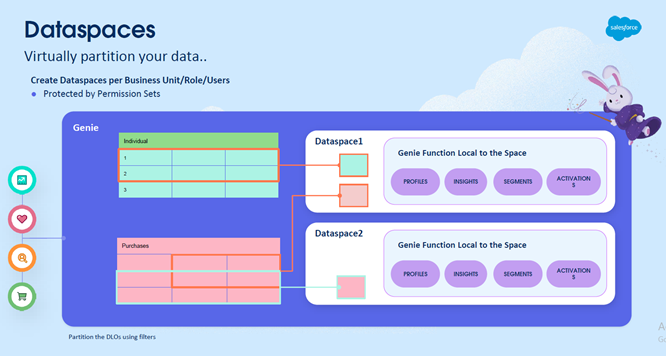 Dataspaces
salesforce
Virtually partition your data..
Create Dataspaces per Business Unit/Role/Users
Protected by Permission Sets
Genie
Individual
1
2
3
Purchases
Dataspace1
Genie Function Local to the Space
PROFILES
INSIGHTS
SEGMENTS
ACTIVATION
S
Dataspace2
Genie Function Local to the Space
PROFILES
INSIGHTS
SEGMENTS
ACTIVATION
S
Partition the DLOs using filters